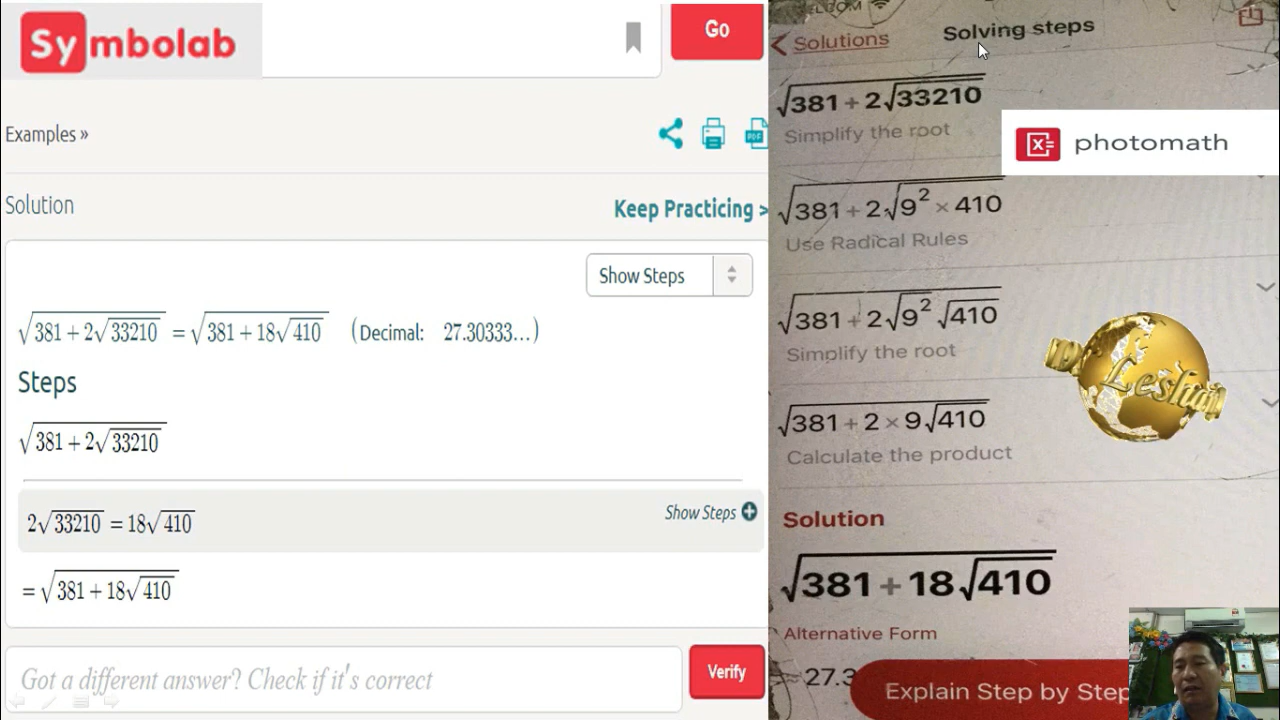 Symbolab
Go
Examples »
PDF
Solution
Keep Practicing >
Show Steps
√(381 + 2√33210) = √(381 + 18√410) (Decimal: 27.30333...)
Steps
√(381 + 2√33210)
2√33210 = 18√410
Show Steps
= √(381 + 18√410)
Got a different answer? Check if it's correct
Verify
Solutions
Solving steps
√(381 + 2√33210)
Simplify the root
photomath
√(381 + 2√(9² × 410))
Use Radical Rules
√(381 + 2√9² √410)
Simplify the root
√(381 + 2 × 9√410)
Calculate the product
Solution
√(381 + 18√410)
Alternative Form
27.3
Explain Step by Step